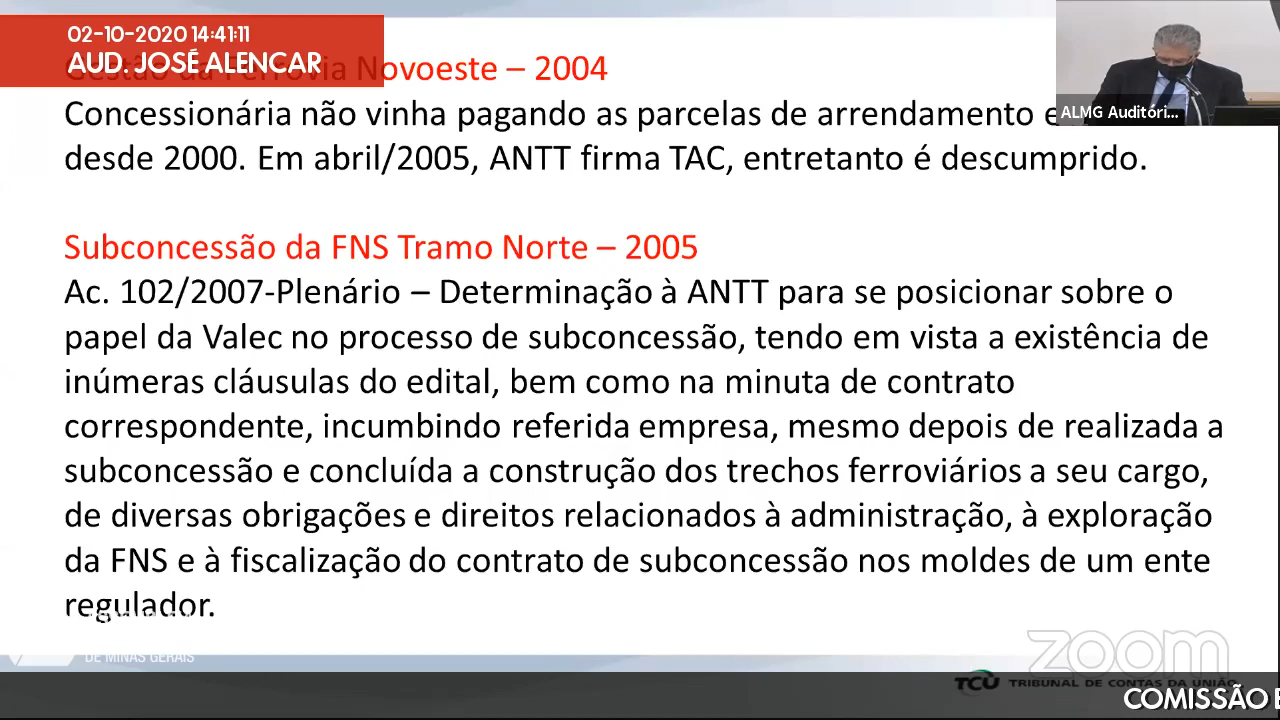 02-10-2020 14:41:11
AUD. JOSÉ ALENCAR
Novoeste – 2004
ALMG Auditóri...
Concessionária não vinha pagando as parcelas de arrendamento e
desde 2000. Em abril/2005, ANTT firma TAC, entretanto é descumprido.
Subconcessão da FNS Tramo Norte – 2005
Ac. 102/2007-Plenário – Determinação à ANTT para se posicionar sobre o
papel da Valec no processo de subconcessão, tendo em vista a existência de
inúmeras cláusulas do edital, bem como na minuta de contrato
correspondente, incumbindo referida empresa, mesmo depois de realizada a
subconcessão e concluída a construção dos trechos ferroviários a seu cargo,
de diversas obrigações e direitos relacionados à administração, à exploração
da FNS e à fiscalização do contrato de subconcessão nos moldes de um ente
regulador.
zoom
DE MINAS GERAIS
TCU TRIBUNAL DE CONTAS DA UNIÃO
COMISSÃO E